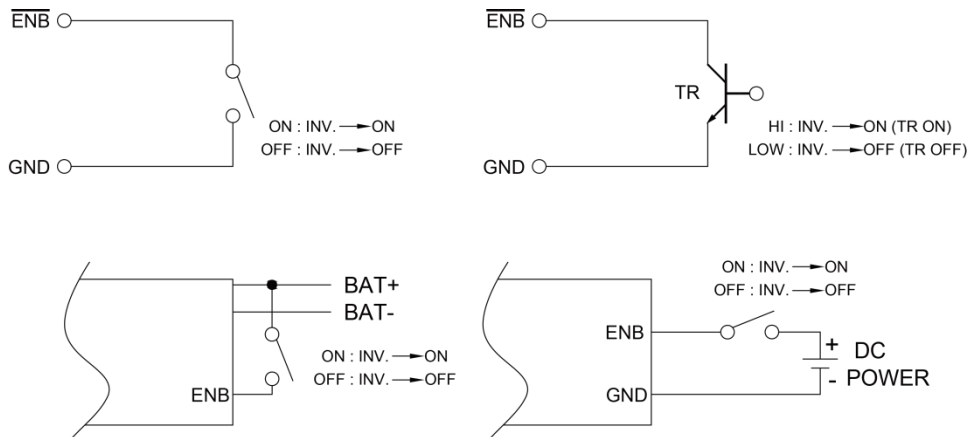 E̅N̅B̅
GND
ON : INV. → ON
OFF : INV. → OFF
E̅N̅B̅
TR
GND
HI : INV. → ON (TR ON)
LOW : INV. → OFF (TR OFF)
BAT+
BAT-
ENB
ON : INV. → ON
OFF : INV. → OFF
ON : INV. → ON
OFF : INV. → OFF
ENB
GND
+
-
DC
POWER